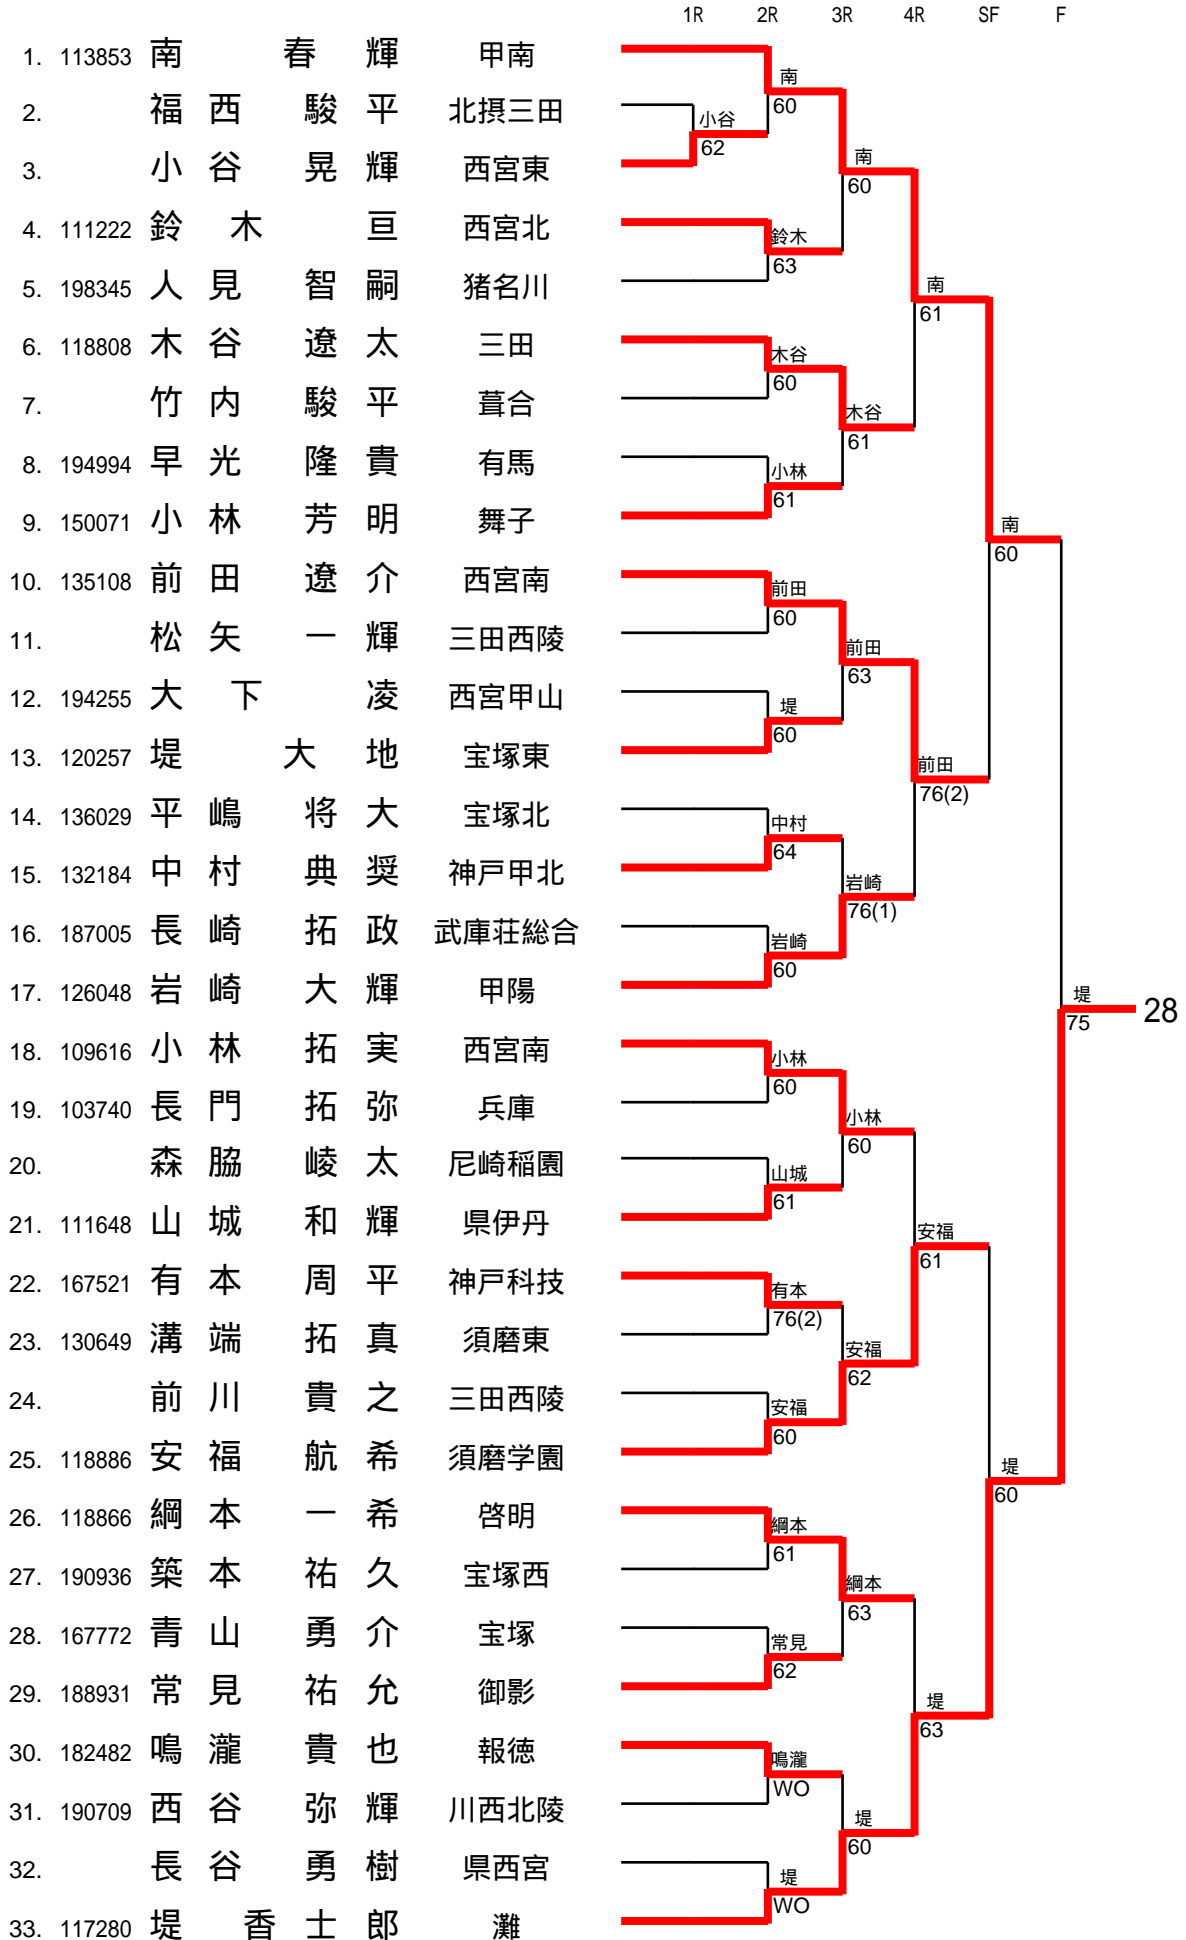 1R 2R 3R 4R SF F
1. 113853 南 春 輝 甲南
南
60
2. 福 西 駿 平 北摂三田
小谷
62
3. 小 谷 晃 輝 西宮東
南
60
4. 111222 鈴 木 亘 西宮北
鈴木
63
5. 198345 人 見 智 嗣 猪名川
南
61
6. 118808 木 谷 遼 太 三田
木谷
60
7. 竹 内 駿 平 葺合
木谷
61
8. 194994 早 光 隆 貴 有馬
小林
61
9. 150071 小 林 芳 明 舞子
南
60
10. 135108 前 田 遼 介 西宮南
前田
60
11. 松 矢 一 輝 三田西陵
前田
63
12. 194255 大 下 凌 西宮甲山
堤
60
13. 120257 堤 大 地 宝塚東
前田
76(2)
14. 136029 平 嶋 将 大 宝塚北
中村
64
15. 132184 中 村 典 奨 神戸甲北
岩崎
76(1)
16. 187005 長 崎 拓 政 武庫荘総合
岩崎
60
17. 126048 岩 崎 大 輝 甲陽
堤
75
28
18. 109616 小 林 拓 実 西宮南
小林
60
19. 103740 長 門 拓 弥 兵庫
小林
60
20. 森 脇 崚 太 尼崎稲園
山城
61
21. 111648 山 城 和 輝 県伊丹
安福
61
22. 167521 有 本 周 平 神戸科技
有本
76(2)
23. 130649 溝 端 拓 真 須磨東
安福
62
24. 前 川 貴 之 三田西陵
安福
60
25. 118886 安 福 航 希 須磨学園
堤
60
26. 118866 綱 本 一 希 啓明
綱本
61
27. 190936 築 本 祐 久 宝塚西
綱本
63
28. 167772 青 山 勇 介 宝塚
常見
62
29. 188931 常 見 祐 允 御影
堤
63
30. 182482 鳴 瀧 貴 也 報徳
鳴瀧
WO
31. 190709 西 谷 弥 輝 川西北陵
堤
60
32. 長 谷 勇 樹 県西宮
堤
WO
33. 117280 堤 香 士 郎 灘